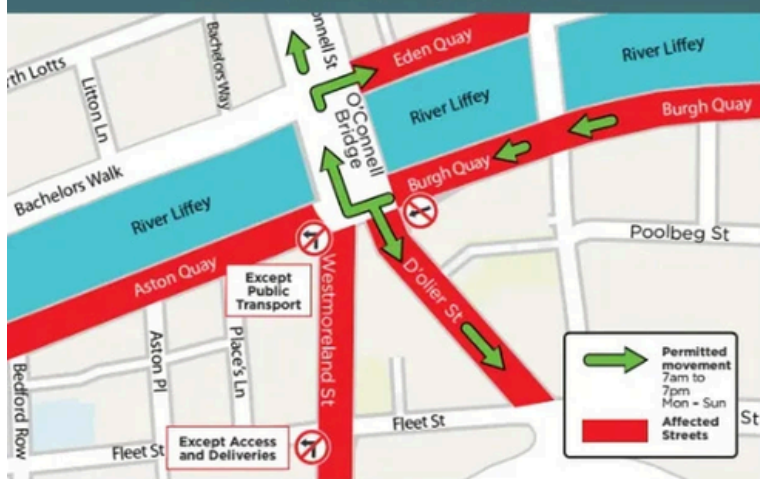 onnell St
Eden Quay
River Liffey
rth Lotts
Litton Ln
Bachelors Way
O'Connell
Bridge
River Liffey
Burgh Quay
Burgh Quay
Bachelors Walk
River Liffey
Poolbeg St
Aston Quay
Except
Public
Transport
Westmoreland St
D'olier St
Bedford Row
Aston Pl
Place's Ln
Permitted
movement
7am to
7pm
Mon - Sun
Affected
Streets
Fleet St
St
Fleet St
Except Access
and Deliveries